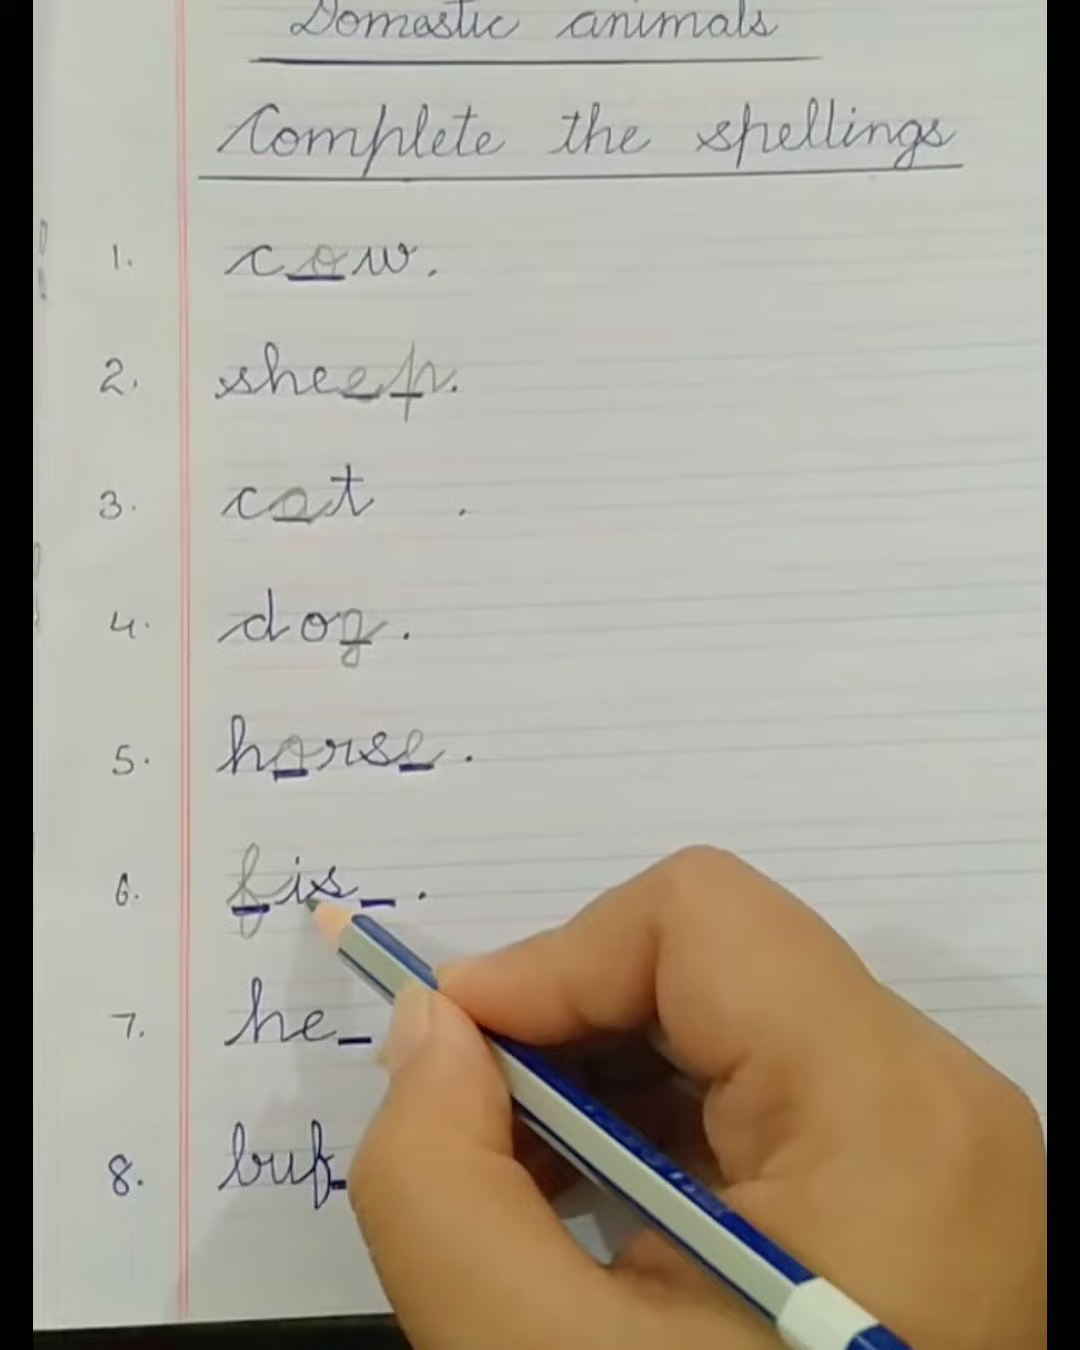 Domestic animals
Complete the spellings
1. cow.
2. sheep.
3. cat .
4. dog.
5. horse.
6. fis_.
7. he_
8. buf_